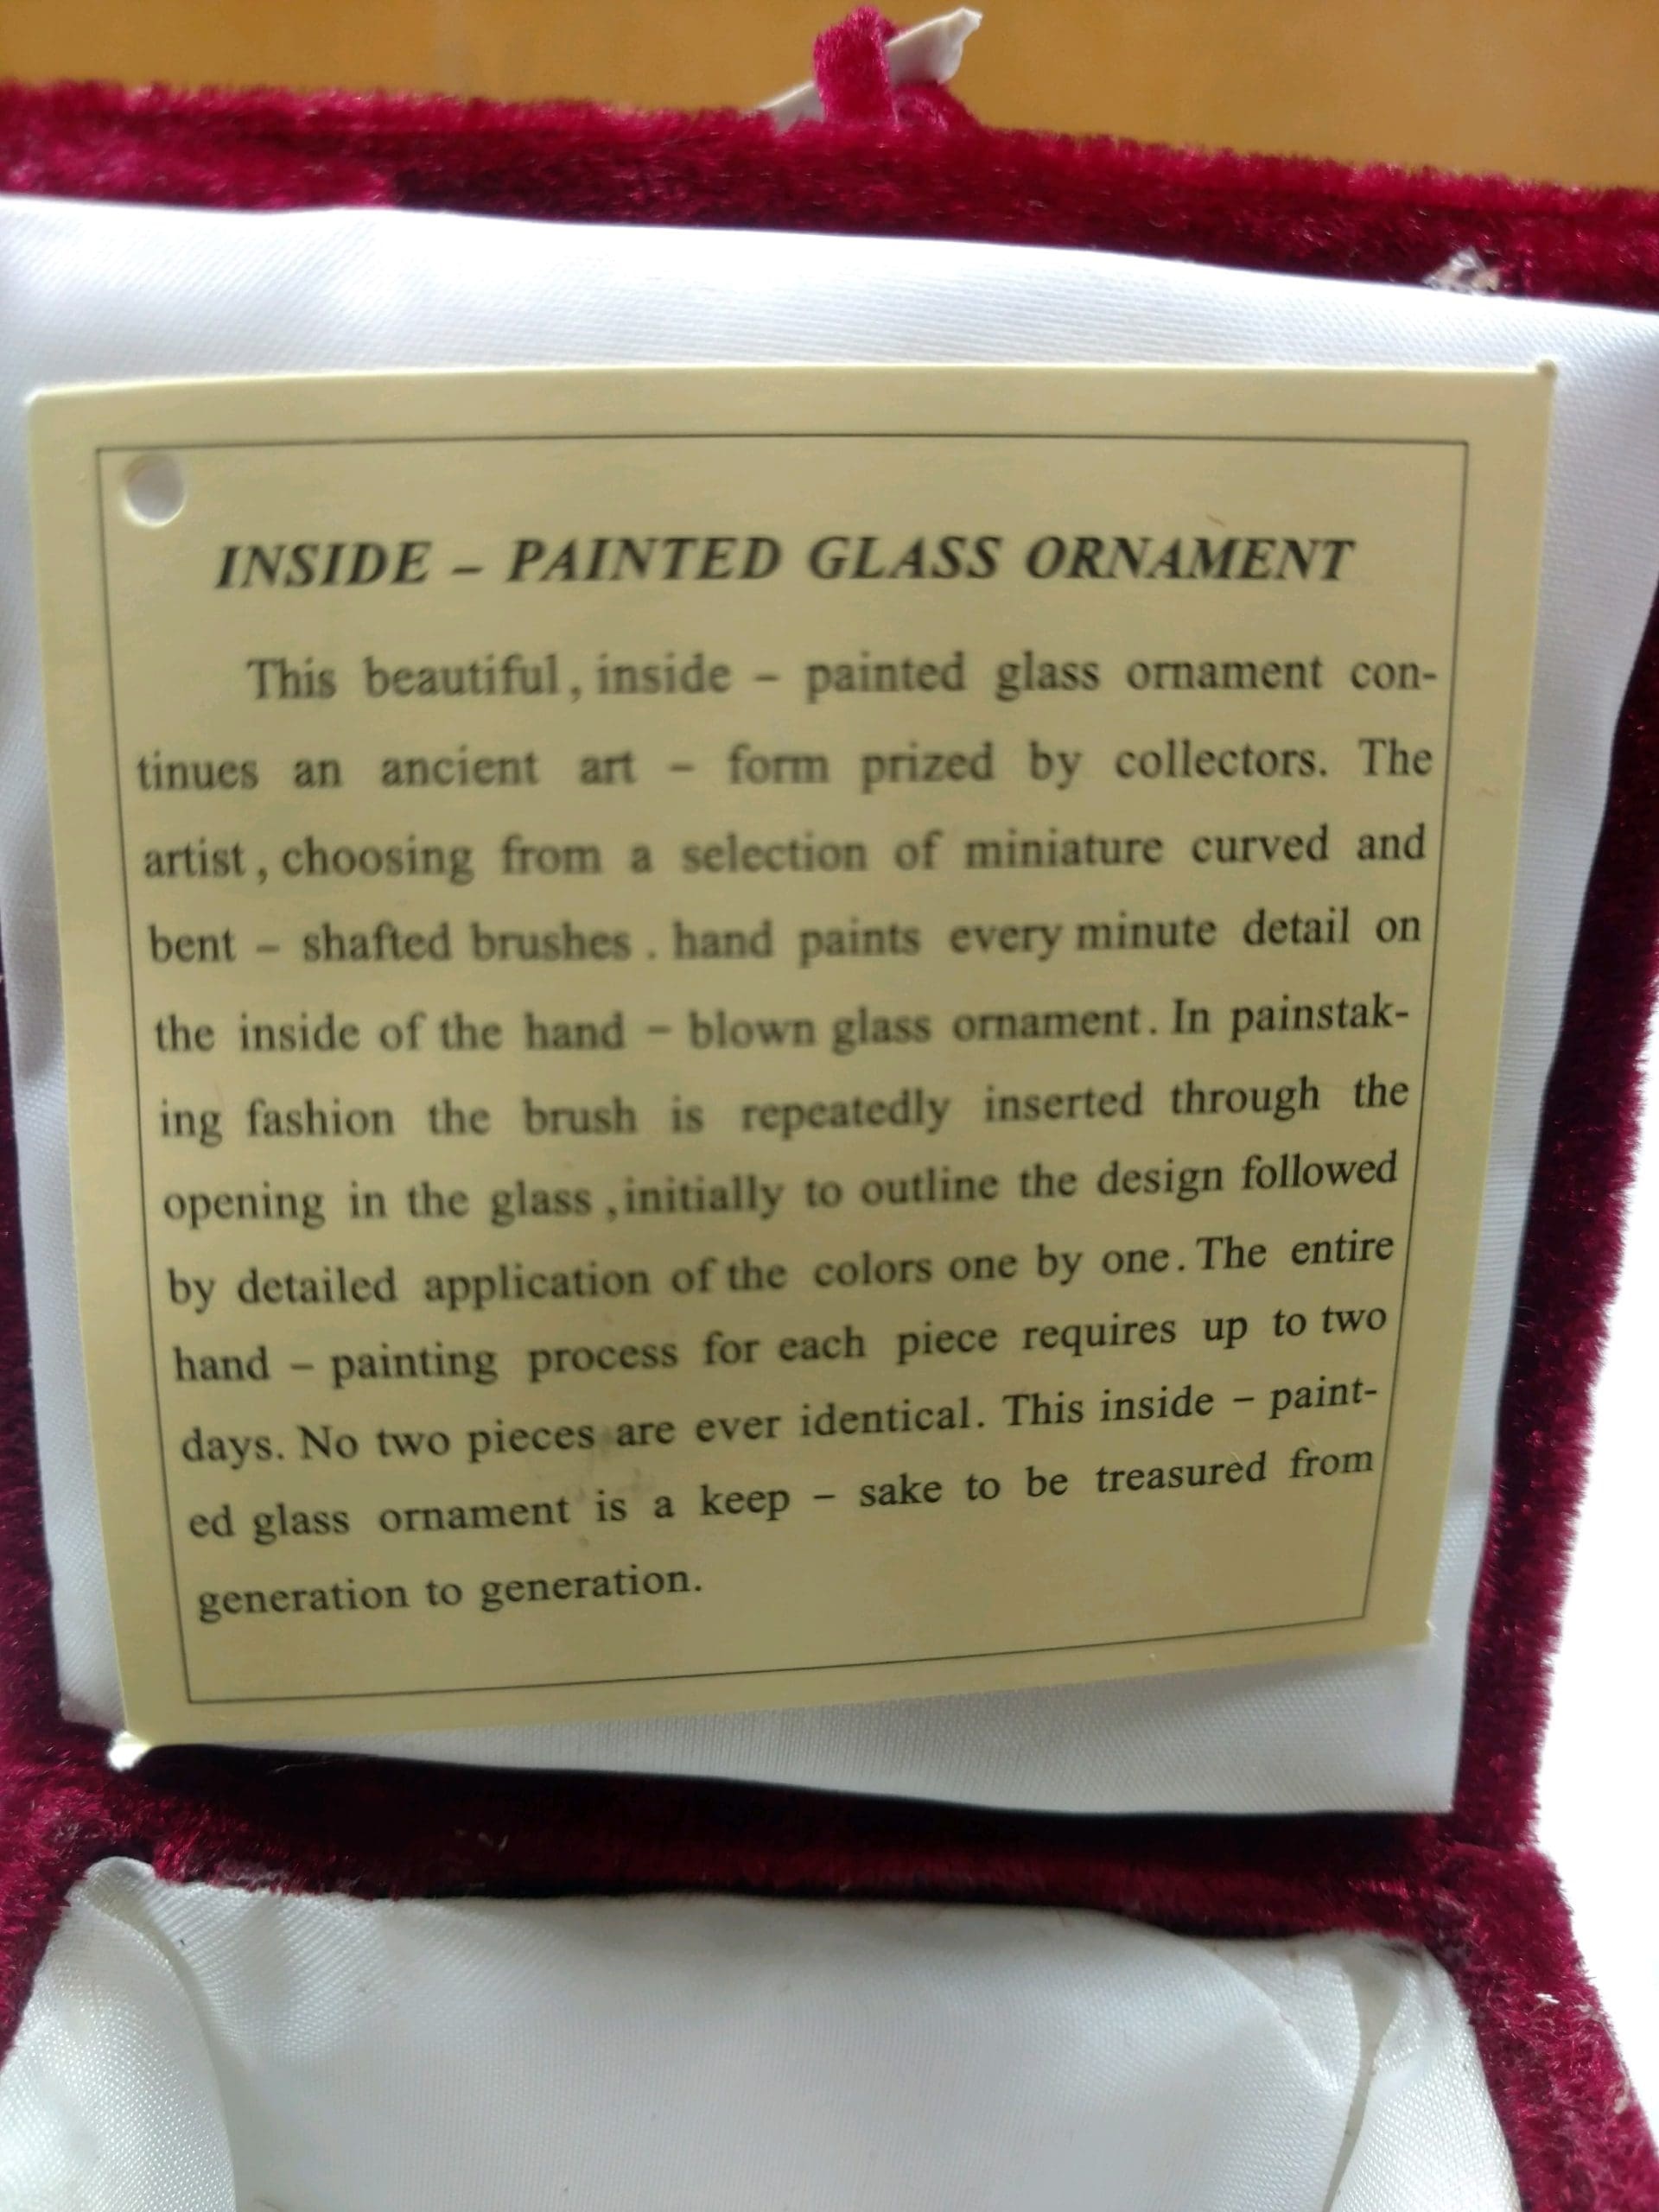 INSIDE – PAINTED GLASS ORNAMENT
This beautiful, inside – painted glass ornament con-
tinues an ancient art – form prized by collectors. The
artist, choosing from a selection of miniature curved and
bent – shafted brushes . hand paints every minute detail on
the inside of the hand – blown glass ornament. In painstak-
ing fashion the brush is repeatedly inserted through the
opening in the glass ,initially to outline the design followed
by detailed application of the colors one by one. The entire
hand – painting process for each piece requires up to two
days. No two pieces are ever identical. This inside – paint-
ed glass ornament is a keep – sake to be treasured from
generation to generation.